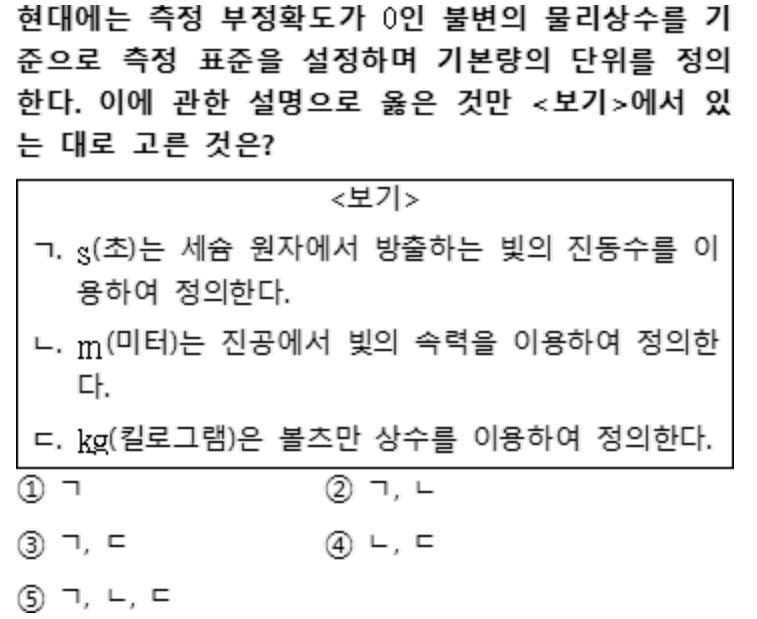 현대에는 측정 부정확도가 0인 불변의 물리상수를 기
준으로 측정 표준을 설정하며 기본량의 단위를 정의
한다. 이에 관한 설명으로 옳은 것만 <보기>에서 있
는 대로 고른 것은?
<보기>
ㄱ. s(초)는 세슘 원자에서 방출하는 빛의 진동수를 이
용하여 정의한다.
ㄴ. m(미터)는 진공에서 빛의 속력을 이용하여 정의한
다.
ㄷ. kg(킬로그램)은 볼츠만 상수를 이용하여 정의한다.
① ㄱ ② ㄱ, ㄴ
③ ㄱ, ㄷ ④ ㄴ, ㄷ
⑤ ㄱ, ㄴ, ㄷ